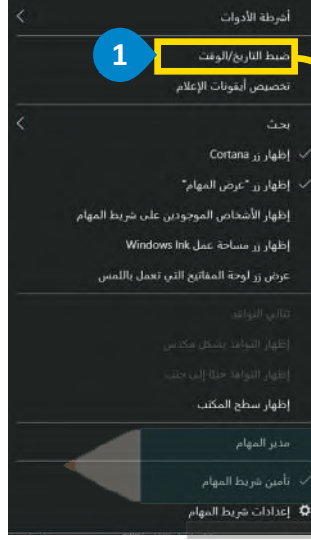 أشرطة الأدوات
1
ضبط التاريخ/الوقت
تخصيص أيقونات الإعلام
بحث
إظهار زر Cortana
إظهار زر "عرض المهام"
إظهار الأشخاص الموجودين على شريط المهام
إظهار زر مساحة عمل Windows Ink
عرض زر لوحة المفاتيح التي تعمل باللمس
تتالي النوافذ
إظهار النوافذ بشكل مكدس
إظهار النوافذ جنبًا إلى جنب
إظهار سطح المكتب
مدير المهام
تأمين شريط المهام
إعدادات شريط المهام